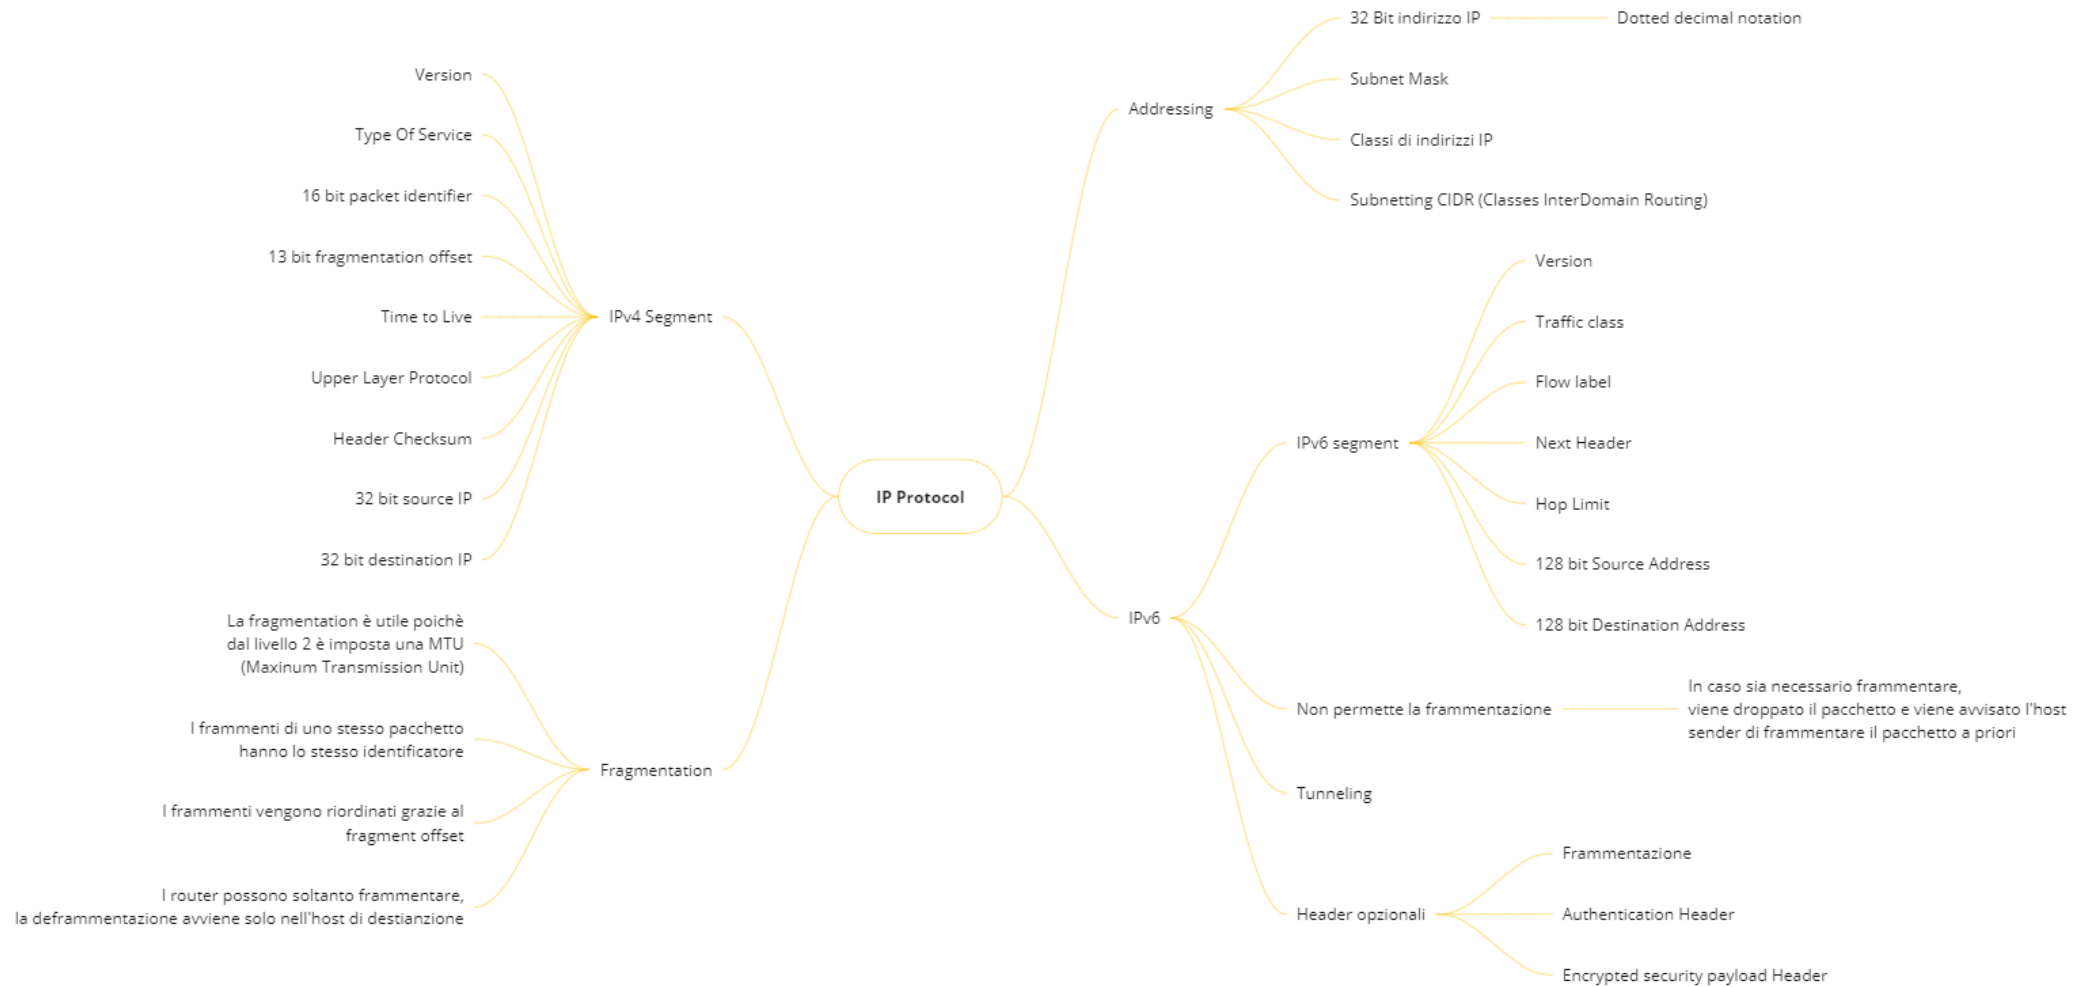 IP Protocol
IPv4 Segment
Version
Type Of Service
16 bit packet identifier
13 bit fragmentation offset
Time to Live
Upper Layer Protocol
Header Checksum
32 bit source IP
32 bit destination IP
Fragmentation
La fragmentation è utile poichè
dal livello 2 è imposta una MTU
(Maxinum Transmission Unit)
I frammenti di uno stesso pacchetto
hanno lo stesso identificatore
I frammenti vengono riordinati grazie al
fragment offset
I router possono soltanto frammentare,
la deframmentazione avviene solo nell'host di destianzione
Addressing
32 Bit indirizzo IP
Dotted decimal notation
Subnet Mask
Classi di indirizzi IP
Subnetting CIDR (Classes InterDomain Routing)
IPv6
IPv6 segment
Version
Traffic class
Flow label
Next Header
Hop Limit
128 bit Source Address
128 bit Destination Address
Non permette la frammentazione
In caso sia necessario frammentare,
viene droppato il pacchetto e viene avvisato l'host
sender di frammentare il pacchetto a priori
Tunneling
Header opzionali
Frammentazione
Authentication Header
Encrypted security payload Header